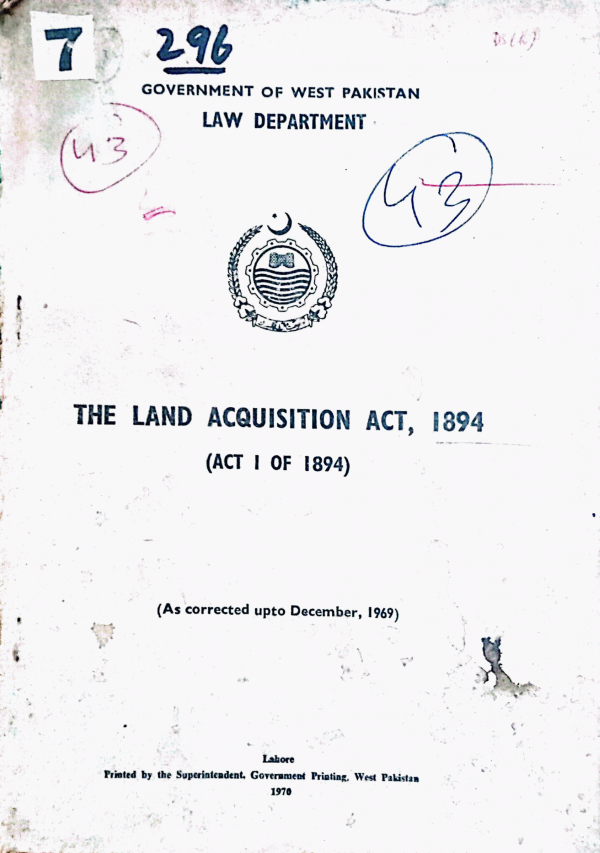 7
296
GOVERNMENT OF WEST PAKISTAN
LAW DEPARTMENT
43
43
THE LAND ACQUISITION ACT, 1894
(ACT I OF 1894)
(As corrected upto December, 1969)
Lahore
Printed by the Superintendent, Government Printing, West Pakistan
1970